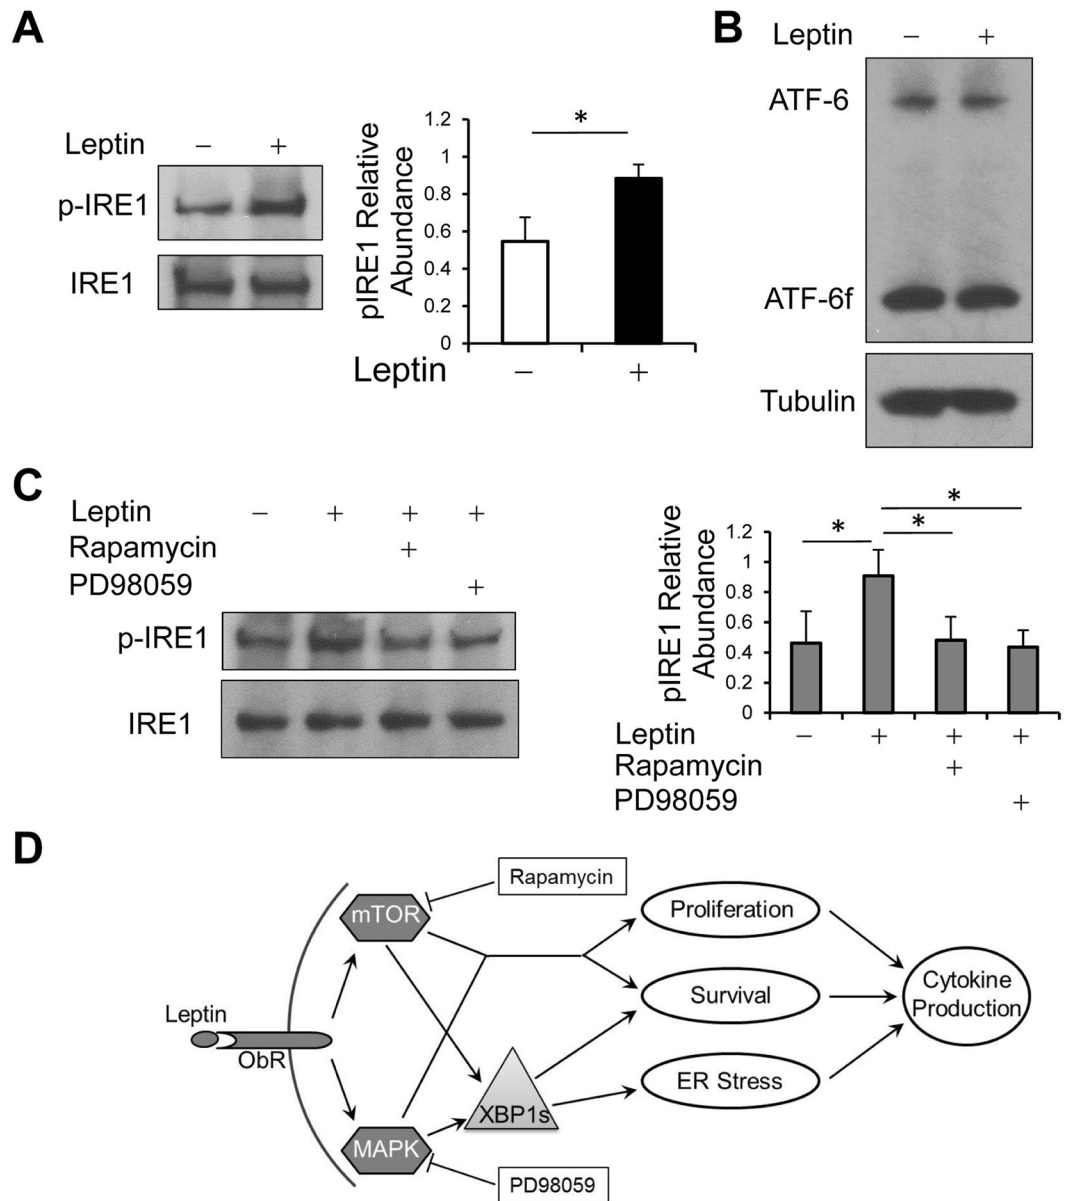 A
Leptin − +
p-IRE1
IRE1
pIRE1 Relative
Abundance
1.2
1
0.8
0.6
0.4
0.2
0
*
Leptin − +
B
Leptin − +
ATF-6
ATF-6f
Tubulin
C
Leptin − + + +
Rapamycin +
PD98059 +
p-IRE1
IRE1
pIRE1 Relative
Abundance
1.2
1
0.8
0.6
0.4
0.2
0
* * *
Leptin − + + +
Rapamycin +
PD98059 +
D
Rapamycin
mTOR
Proliferation
Leptin
ObR
Survival
Cytokine
Production
XBP1s
ER Stress
MAPK
PD98059